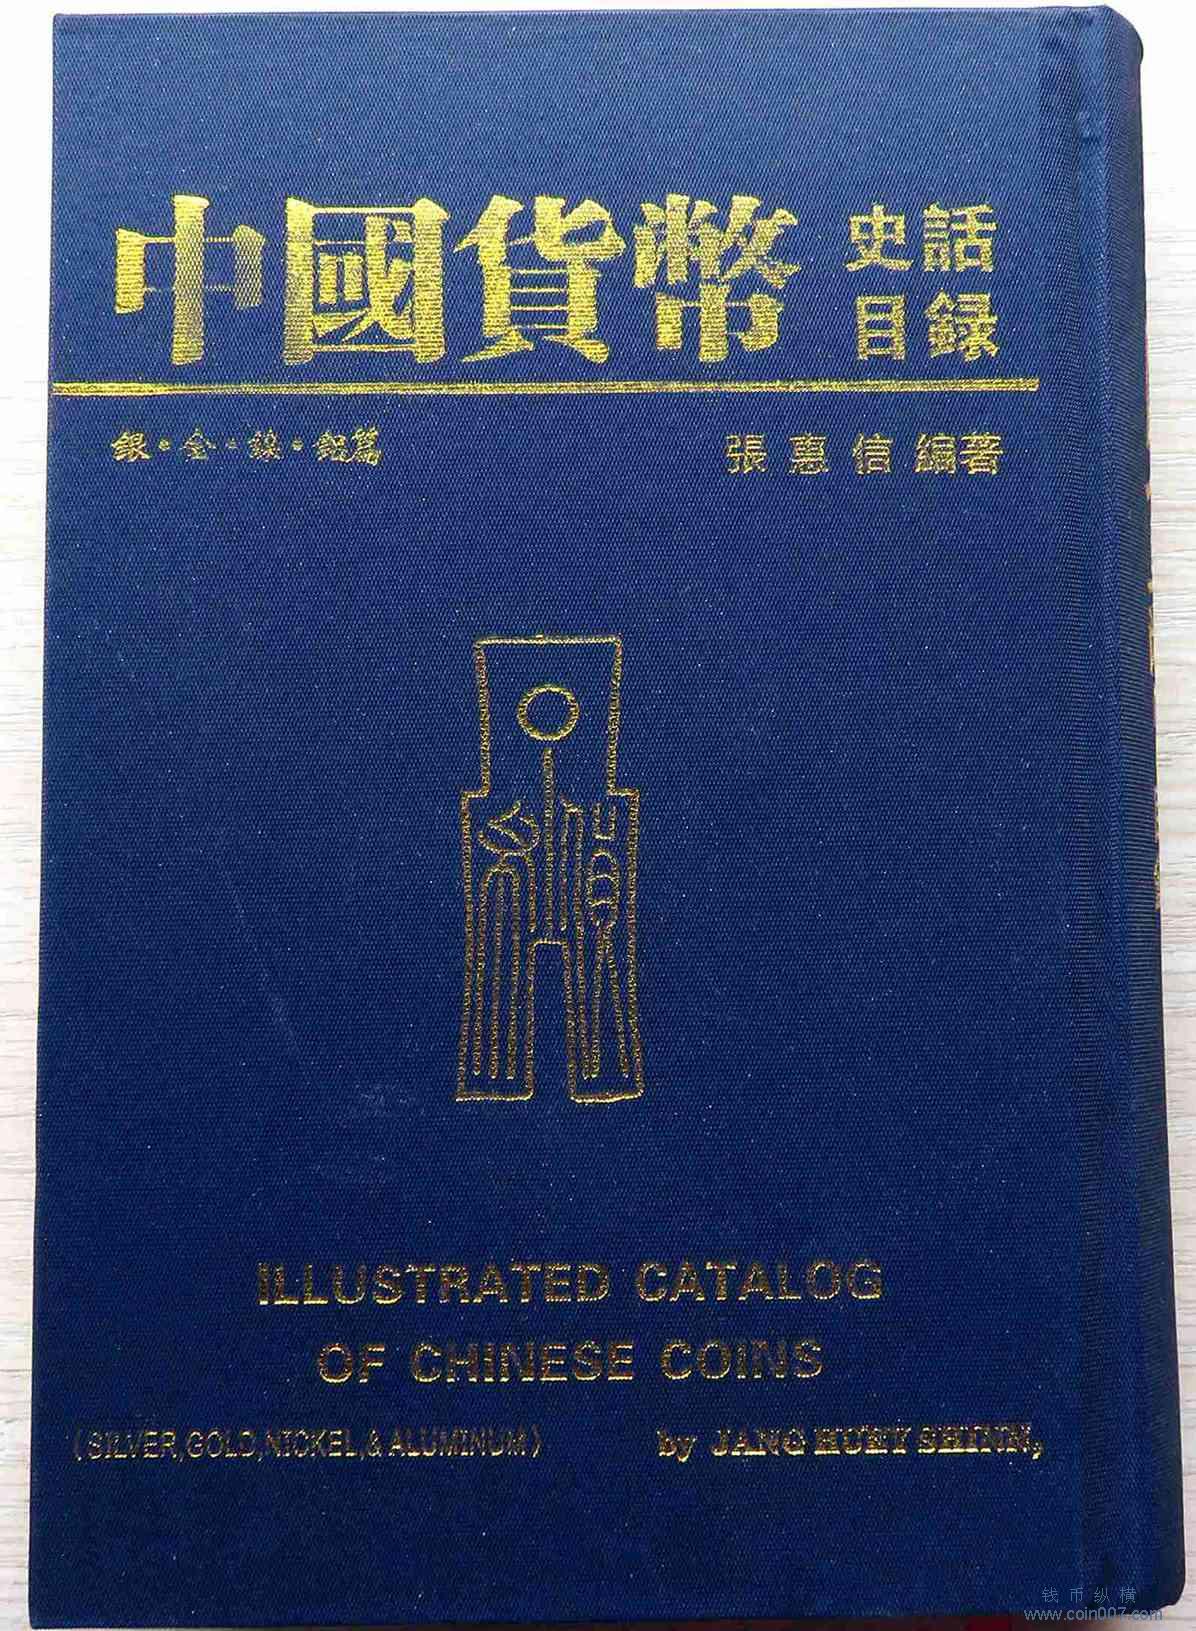 中國貨幣 史話
目録
銀·金·鎳·鋁篇
張惠信 編著
ILLUSTRATED CATALOG
OF CHINESE COINS
(SILVER,GOLD,NICKEL,& ALUMINUM)
by JANG HUEY SHINN,
钱币纵横
www.coin007.com